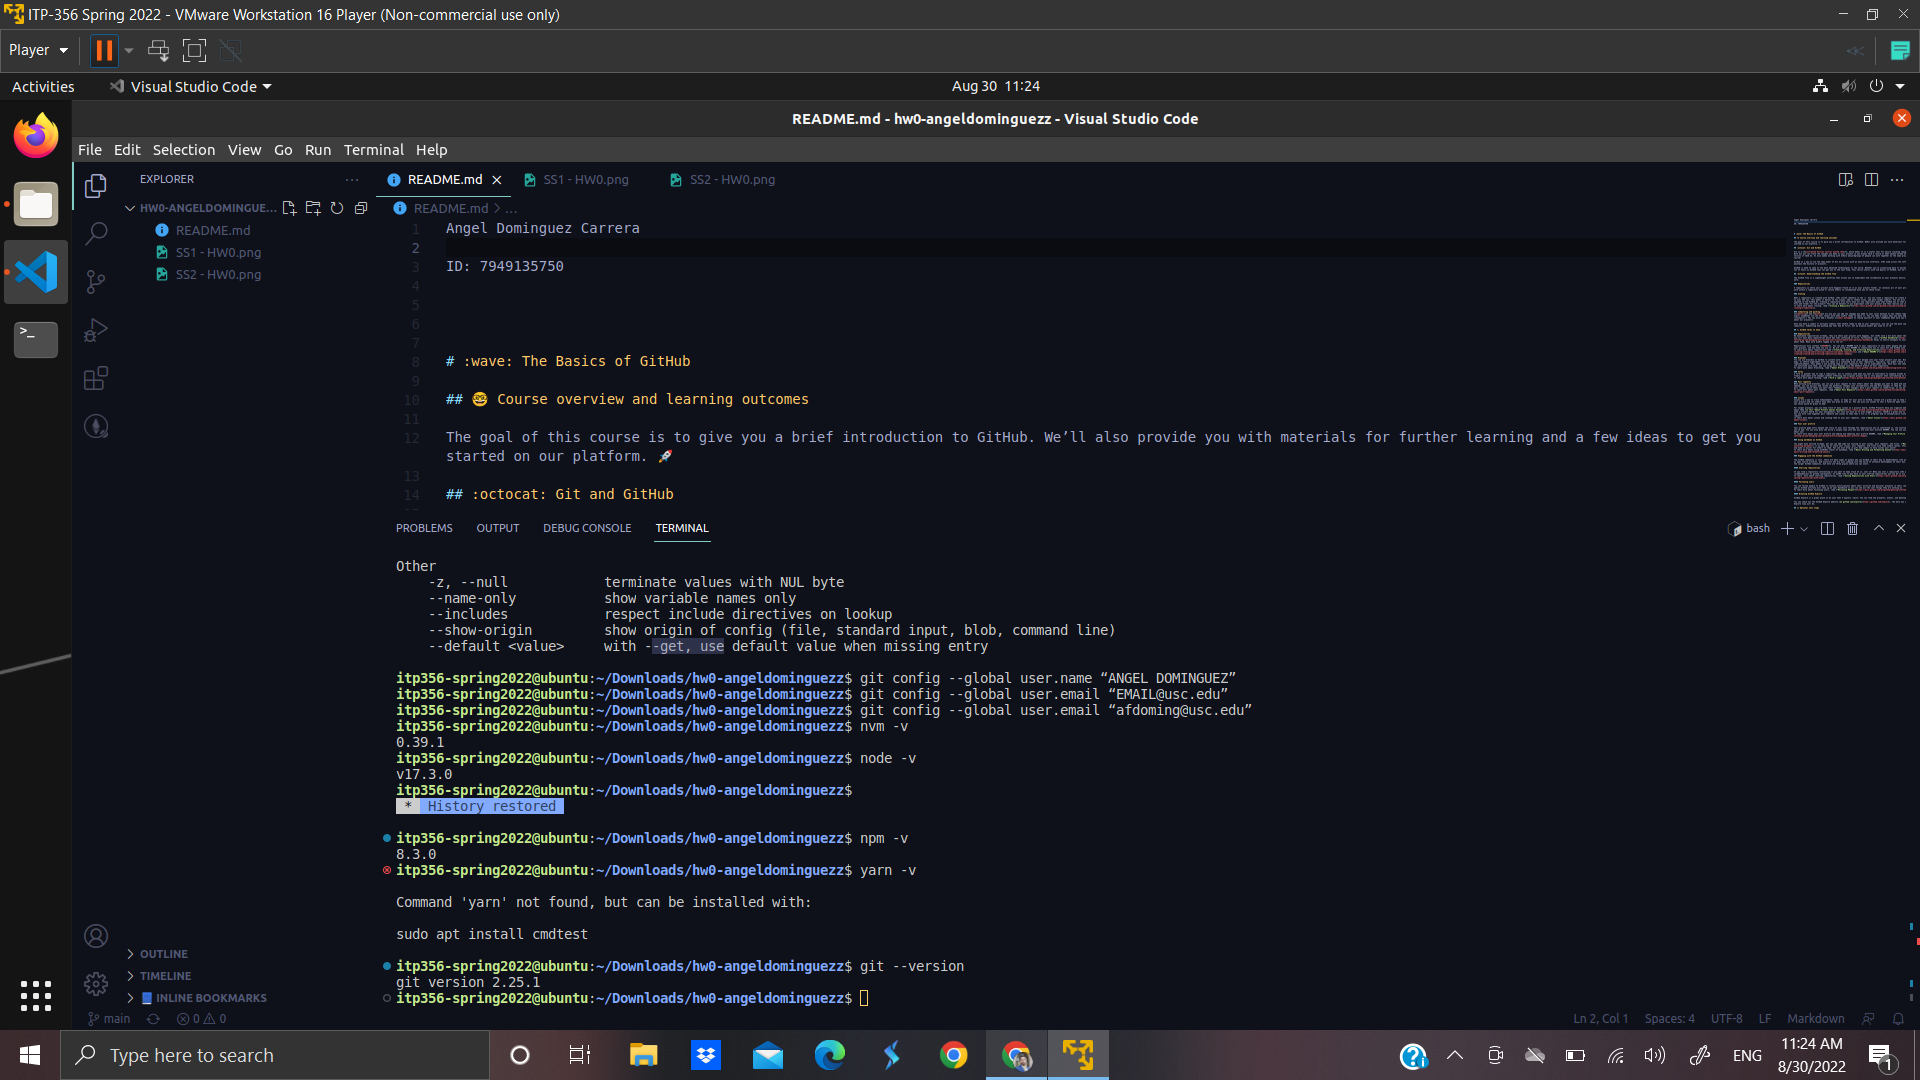 ITP-356 Spring 2022 - VMware Workstation 16 Player (Non-commercial use only)
Player
Activities
Visual Studio Code
Aug 30 11:24
README.md - hw0-angeldominguezz - Visual Studio Code
File Edit Selection View Go Run Terminal Help
EXPLORER
README.md
SS1 - HW0.png
SS2 - HW0.png
HW0-ANGELDOMINGUE...
README.md
SS1 - HW0.png
SS2 - HW0.png
README.md > ...
1 Angel Dominguez Carrera
2
3 ID: 7949135750
4
5
6
7
8 # :wave: The Basics of GitHub
9
10 ## 🤓 Course overview and learning outcomes
11
12 The goal of this course is to give you a brief introduction to GitHub. We’ll also provide you with materials for further learning and a few ideas to get you
started on our platform. 🚀
13
14 ## :octocat: Git and GitHub
PROBLEMS OUTPUT DEBUG CONSOLE TERMINAL
bash
Other
-z, --null terminate values with NUL byte
--name-only show variable names only
--includes respect include directives on lookup
--show-origin show origin of config (file, standard input, blob, command line)
--default <value> with --get, use default value when missing entry
itp356-spring2022@ubuntu:~/Downloads/hw0-angeldominguezz$ git config --global user.name “ANGEL DOMINGUEZ”
itp356-spring2022@ubuntu:~/Downloads/hw0-angeldominguezz$ git config --global user.email “EMAIL@usc.edu”
itp356-spring2022@ubuntu:~/Downloads/hw0-angeldominguezz$ git config --global user.email “afdoming@usc.edu”
itp356-spring2022@ubuntu:~/Downloads/hw0-angeldominguezz$ nvm -v
0.39.1
itp356-spring2022@ubuntu:~/Downloads/hw0-angeldominguezz$ node -v
v17.3.0
itp356-spring2022@ubuntu:~/Downloads/hw0-angeldominguezz$
* History restored
itp356-spring2022@ubuntu:~/Downloads/hw0-angeldominguezz$ npm -v
8.3.0
itp356-spring2022@ubuntu:~/Downloads/hw0-angeldominguezz$ yarn -v
Command 'yarn' not found, but can be installed with:
sudo apt install cmdtest
itp356-spring2022@ubuntu:~/Downloads/hw0-angeldominguezz$ git --version
git version 2.25.1
itp356-spring2022@ubuntu:~/Downloads/hw0-angeldominguezz$
OUTLINE
TIMELINE
INLINE BOOKMARKS
main
0 0
Ln 2, Col 1 Spaces: 4 UTF-8 LF Markdown
Type here to search
ENG
11:24 AM
8/30/2022
1